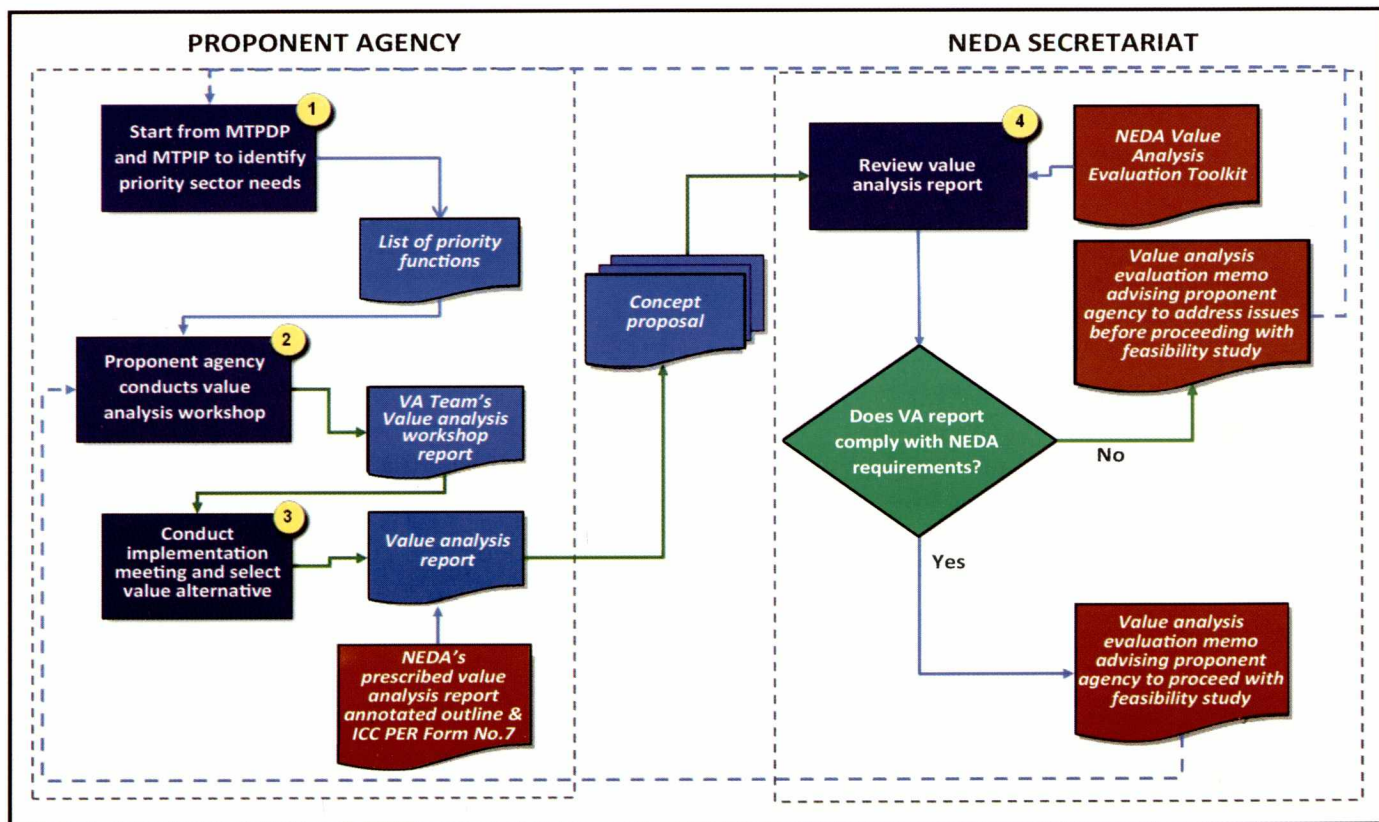 PROPONENT AGENCY
NEDA SECRETARIAT
1
Start from MTPDP
and MTPIP to identify
priority sector needs
List of priority
functions
2
Proponent agency
conducts value
analysis workshop
VA Team's
Value analysis
workshop
report
3
Conduct
implementation
meeting and select
value alternative
Value analysis
report
NEDA's
prescribed value
analysis report
annotated outline &
ICC PER Form No.7
Concept
proposal
4
Review value
analysis report
NEDA Value
Analysis
Evaluation Toolkit
Value analysis
evaluation memo
advising proponent
agency to address issues
before proceeding with
feasibility study
Does VA report
comply with NEDA
requirements?
No
Yes
Value analysis
evaluation memo
advising proponent
agency to proceed with
feasibility study